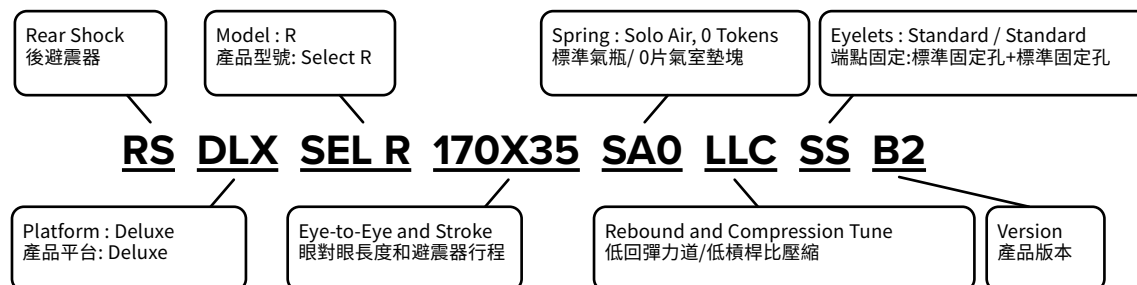 Rear Shock
後避震器
Model : R
產品型號: Select R
Spring : Solo Air, 0 Tokens
標準氣瓶/ 0片氣室墊塊
Eyelets : Standard / Standard
端點固定:標準固定孔+標準固定孔
RS DLX SEL R 170X35 SA0 LLC SS B2
Platform : Deluxe
產品平台: Deluxe
Eye-to-Eye and Stroke
眼對眼長度和避震器行程
Rebound and Compression Tune
低回彈力道/低槓桿比壓縮
Version
產品版本